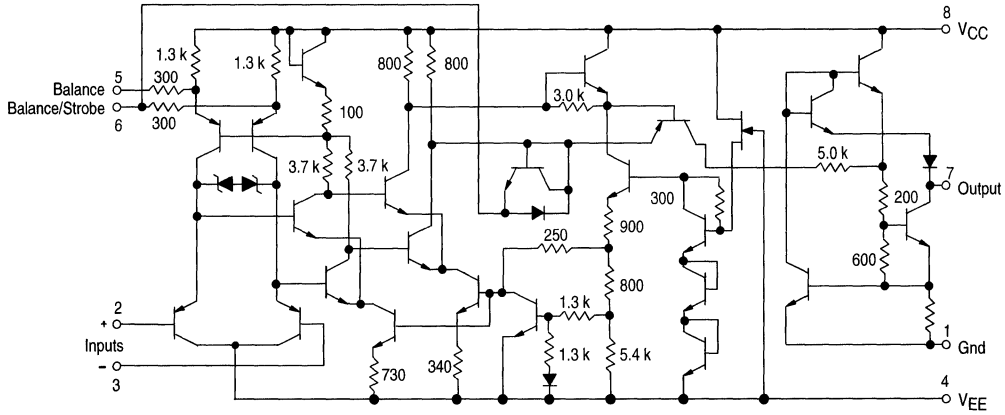 8
V_CC
1.3 k
1.3 k
800
800
5
300
Balance
Balance/Strobe
6
300
100
3.0 k
3.7 k
3.7 k
5.0 k
7
Output
300
200
900
250
600
800
2
+
1.3 k
Inputs
1
Gnd
–
3
1.3 k
5.4 k
340
730
4
V_EE